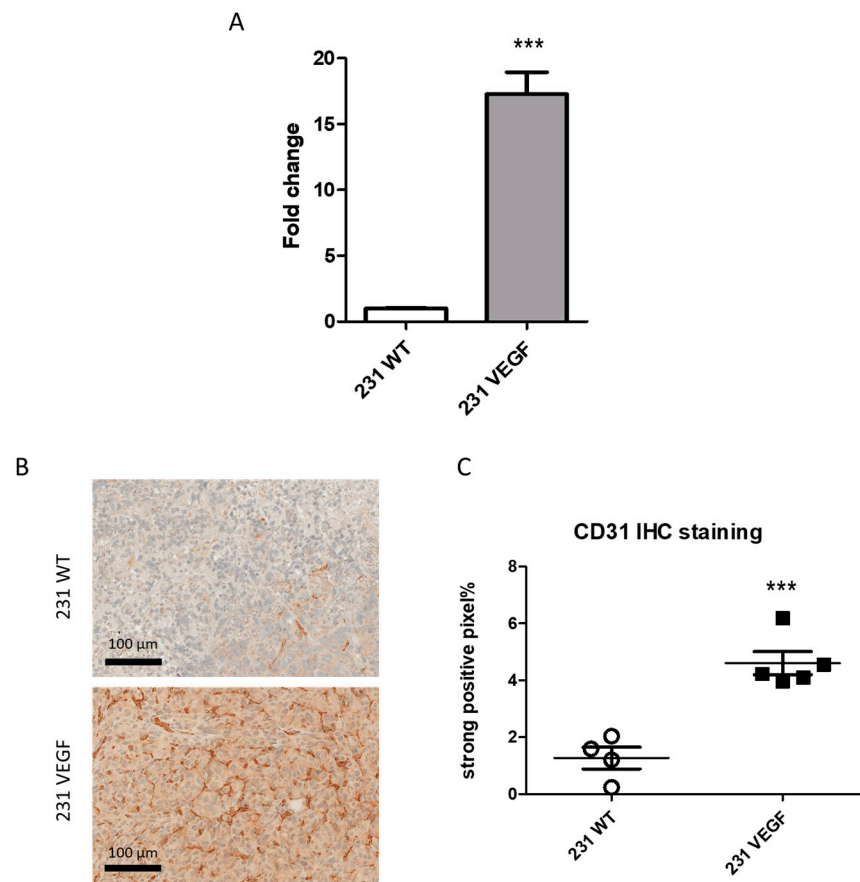 A
***
20
15
10
5
0
Fold change
231 WT
231 VEGF
B
231 WT
100 µm
231 VEGF
100 µm
C
CD31 IHC staining
***
8
6
4
2
0
strong positive pixel%
231 WT
231 VEGF